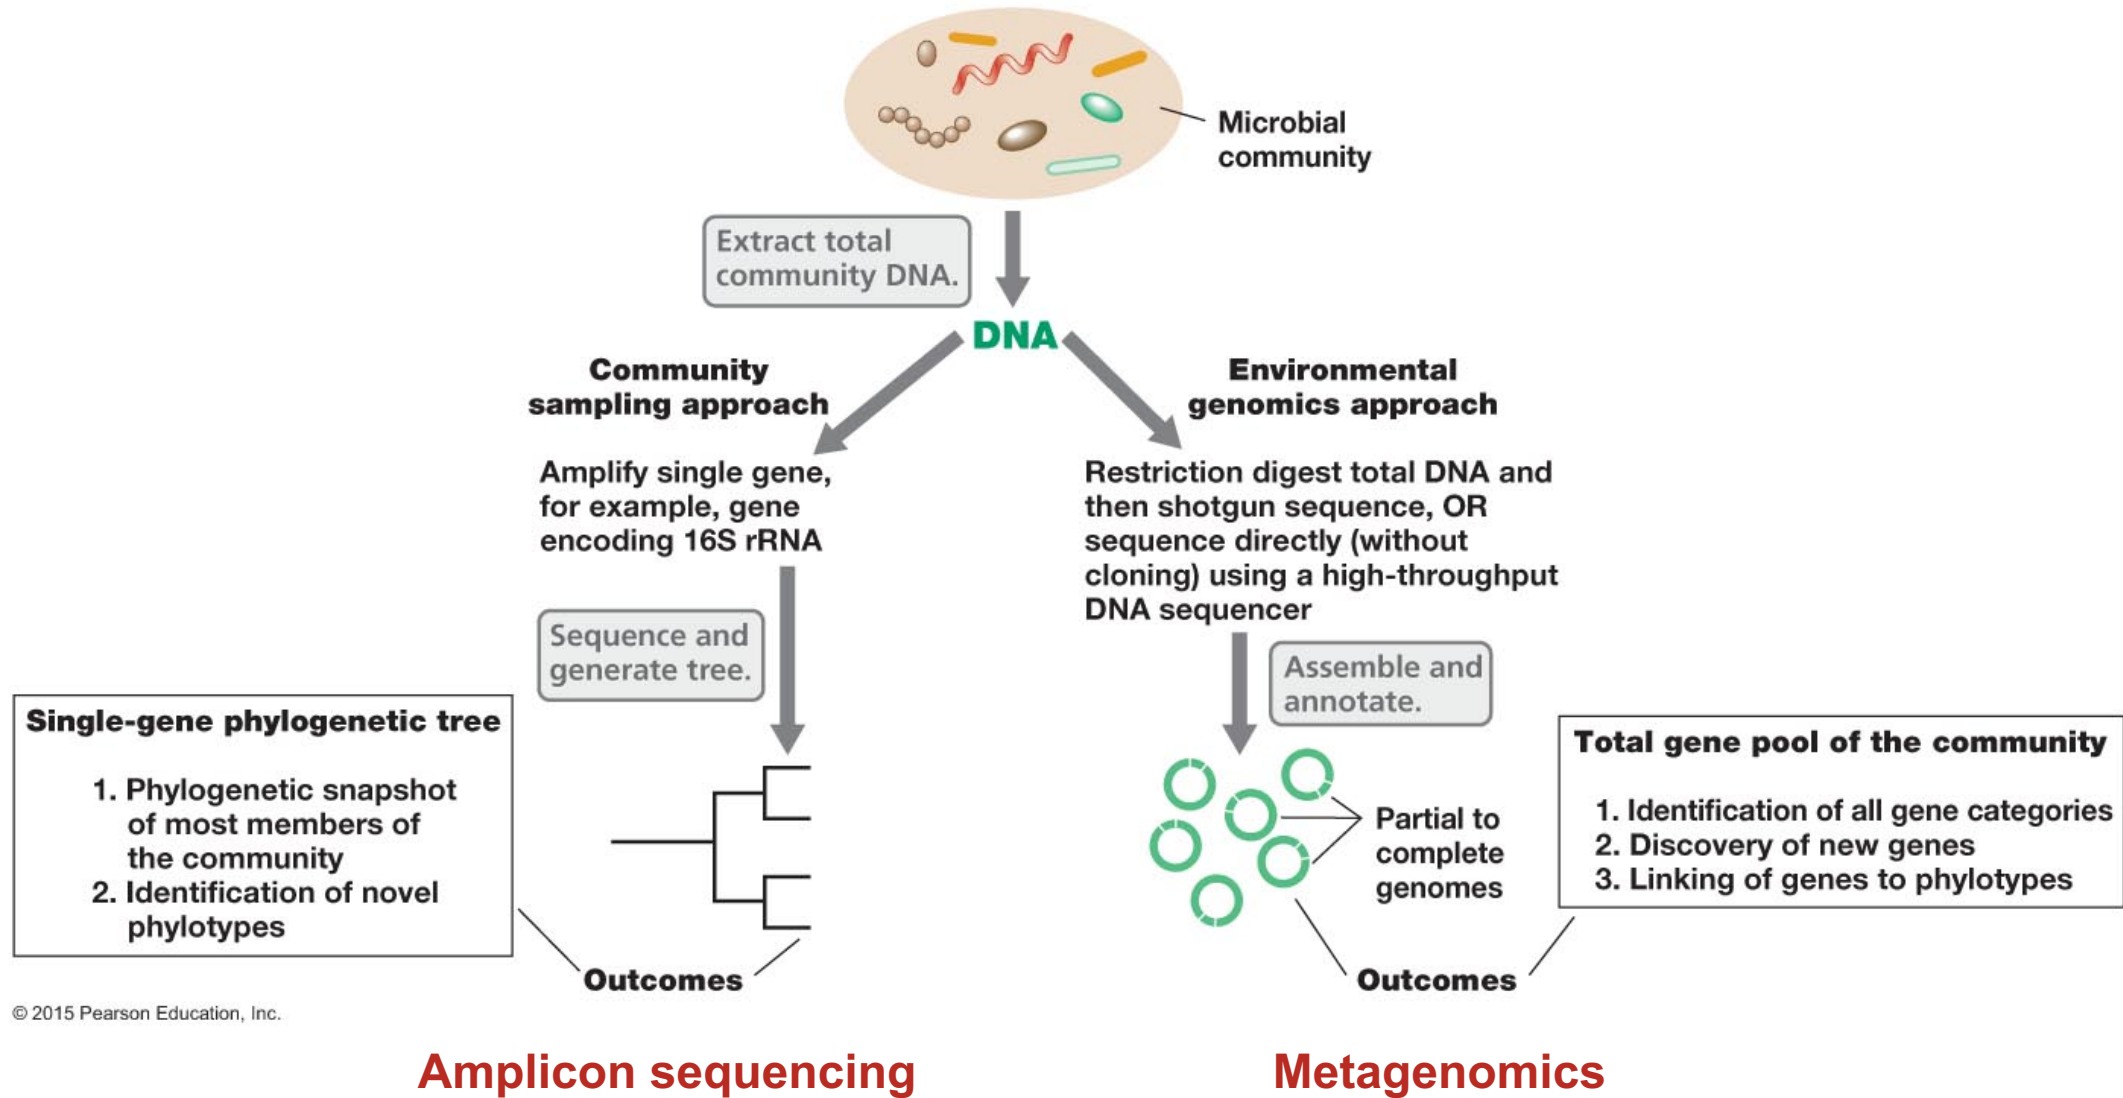 Microbial
community
Extract total
community DNA.
DNA
Community
sampling approach
Environmental
genomics approach
Amplify single gene,
for example, gene
encoding 16S rRNA
Restriction digest total DNA and
then shotgun sequence, OR
sequence directly (without
cloning) using a high-throughput
DNA sequencer
Sequence and
generate tree.
Assemble and
annotate.
Single-gene phylogenetic tree
1. Phylogenetic snapshot
of most members of
the community
2. Identification of novel
phylotypes
Partial to
complete
genomes
Total gene pool of the community
1. Identification of all gene categories
2. Discovery of new genes
3. Linking of genes to phylotypes
Outcomes
Outcomes
© 2015 Pearson Education, Inc.
Amplicon sequencing
Metagenomics